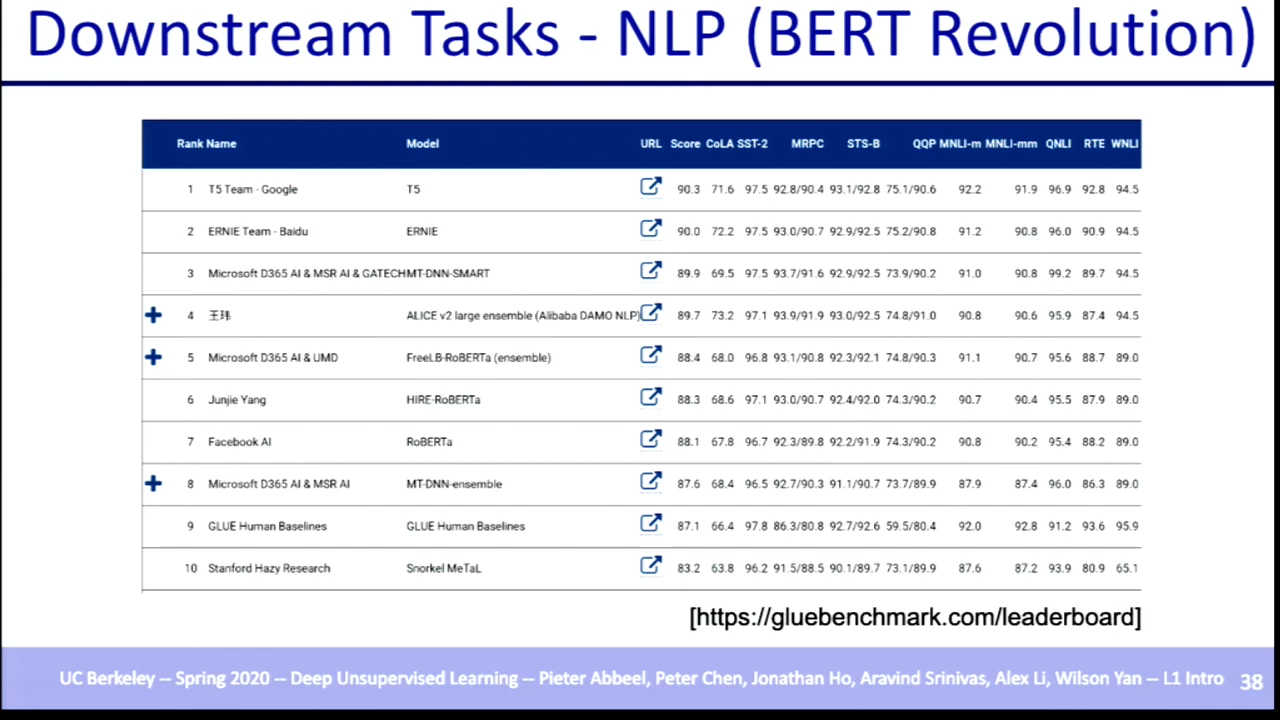 Downstream Tasks - NLP (BERT Revolution)
Rank Name Model URL Score CoLA SST-2 MRPC STS-B QQP MNLI-m MNLI-mm QNLI RTE WNLI
1 T5 Team - Google T5 90.3 71.6 97.5 92.8/90.4 93.1/92.8 75.1/90.6 92.2 91.9 96.9 92.8 94.5
2 ERNIE Team - Baidu ERNIE 90.0 72.2 97.5 93.0/90.7 92.9/92.5 75.2/90.8 91.2 90.8 96.0 90.9 94.5
3 Microsoft D365 AI & MSR AI & GATECH MT-DNN-SMART 89.9 69.5 97.5 93.7/91.6 92.9/92.5 73.9/90.2 91.0 90.8 99.2 89.7 94.5
4 王玮 ALICE v2 large ensemble (Alibaba DAMO NLP) 89.7 73.2 97.1 93.9/91.9 93.0/92.5 74.8/91.0 90.8 90.6 95.9 87.4 94.5
5 Microsoft D365 AI & UMD FreeLB-RoBERTa (ensemble) 88.4 68.0 96.8 93.1/90.8 92.3/92.1 74.8/90.3 91.1 90.7 95.6 88.7 89.0
6 Junjie Yang HIRE-RoBERTa 88.3 68.6 97.1 93.0/90.7 92.4/92.0 74.3/90.2 90.7 90.4 95.5 87.9 89.0
7 Facebook AI RoBERTa 88.1 67.8 96.7 92.3/89.8 92.2/91.9 74.3/90.2 90.8 90.2 95.4 88.2 89.0
8 Microsoft D365 AI & MSR AI MT-DNN-ensemble 87.6 68.4 96.5 92.7/90.3 91.1/90.7 73.7/89.9 87.9 87.4 96.0 86.3 89.0
9 GLUE Human Baselines GLUE Human Baselines 87.1 66.4 97.8 86.3/80.8 92.7/92.6 59.5/80.4 92.0 92.8 91.2 93.6 95.9
10 Stanford Hazy Research Snorkel MeTaL 83.2 63.8 96.2 91.5/88.5 90.1/89.7 73.1/89.9 87.6 87.2 93.9 80.9 65.1
[https://gluebenchmark.com/leaderboard]
UC Berkeley -- Spring 2020 -- Deep Unsupervised Learning -- Pieter Abbeel, Peter Chen, Jonathan Ho, Aravind Srinivas, Alex Li, Wilson Yan -- L1 Intro 38